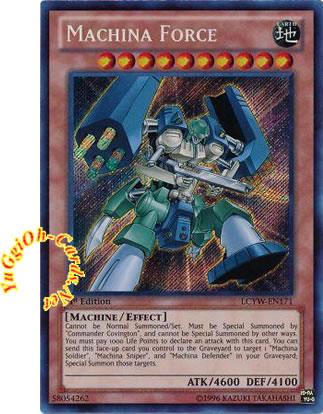 MACHINA FORCE
EARTH
地
YuGgiOh-Cards.Net
1st Edition
LCYW-EN171
[MACHINE/EFFECT]
Cannot be Normal Summoned/Set. Must be Special Summoned by
"Commander Covington", and cannot be Special Summoned by other ways.
You must pay 1000 Life Points to declare an attack with this card. You can
send this face-up card you control to the Graveyard to target 1 "Machina
Soldier", "Machina Sniper", and "Machina Defender" in your Graveyard;
Special Summon those targets.
ATK/4600 DEF/4100
58054262
©1996 KAZUKI TAKAHASHI